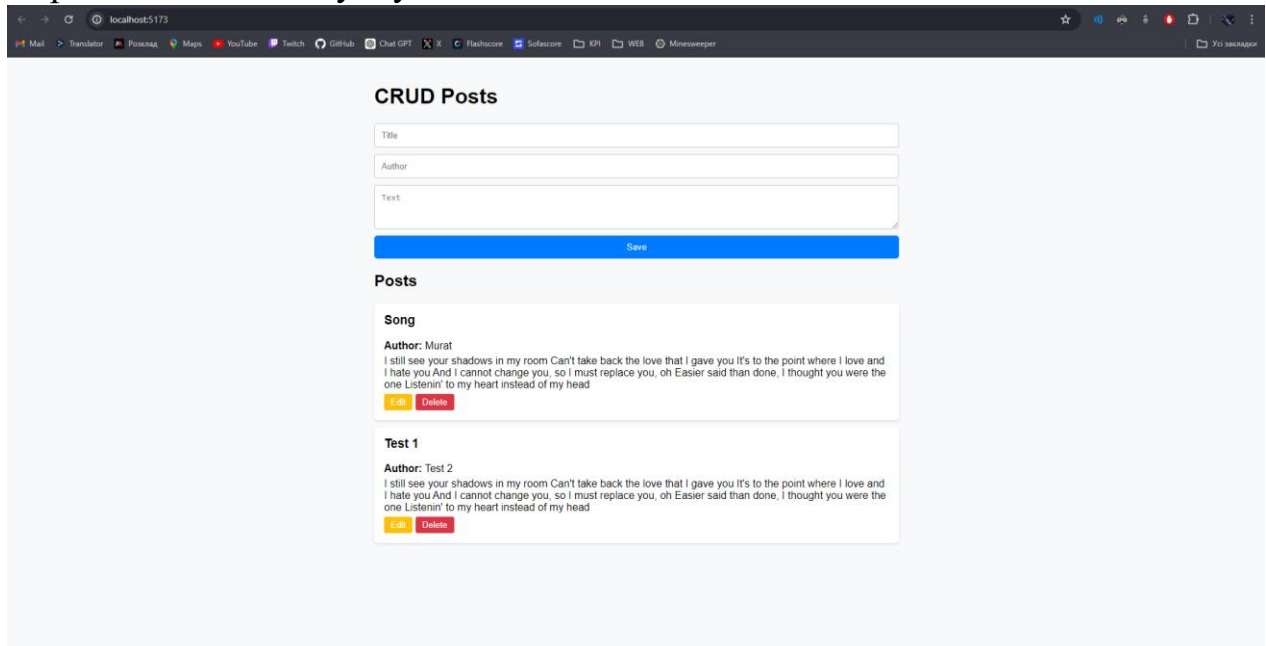 localhost:5173
Mail Translator Розклад Maps YouTube Twitch GitHub Chat GPT X Flashscore Sofascore KPI WEB Minesweeper Усі закладки
CRUD Posts
Title
Author
Text
Save
Posts
Song
Author: Murat
I still see your shadows in my room Can't take back the love that I gave you It's to the point where I love and
I hate you And I cannot change you, so I must replace you, oh Easier said than done, I thought you were the
one Listenin' to my heart instead of my head
Edit Delete
Test 1
Author: Test 2
I still see your shadows in my room Can't take back the love that I gave you It's to the point where I love and
I hate you And I cannot change you, so I must replace you, oh Easier said than done, I thought you were the
one Listenin' to my heart instead of my head
Edit Delete